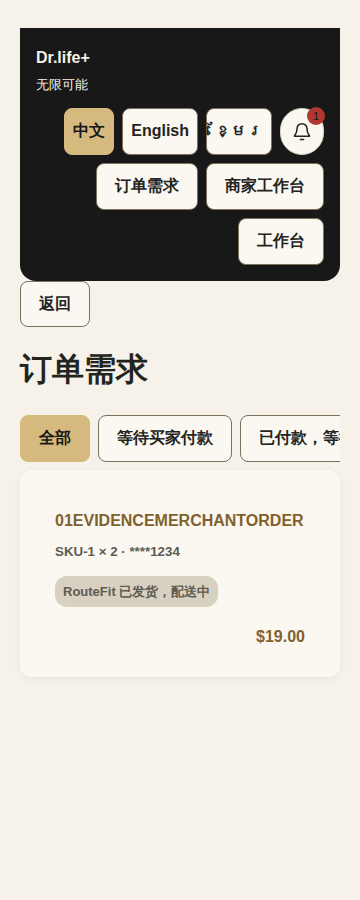 Dr.life+
无限可能
中文 English ខ្មែរ 1
订单需求 商家工作台
工作台
返回
订单需求
全部 等待买家付款 已付款，等
01EVIDENCEMERCHANTORDER
SKU-1 × 2 · ****1234
RouteFit 已发货，配送中
$19.00